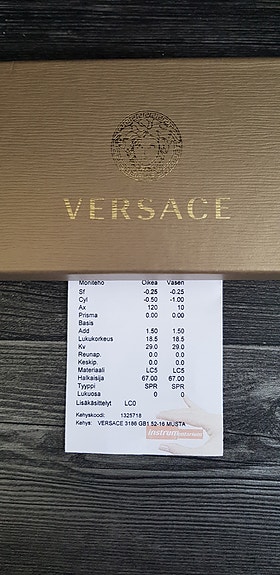 VERSACE
Moniteho Oikea Vasen
Sf -0.25 -0.25
Cyl -0.50 -1.00
Ax 120 10
Prisma 0.00 0.00
Basis
Add 1.50 1.50
Lukukorkeus 18.5 18.5
Kv 29.0 29.0
Reunap. 0.0 0.0
Keskip. 0.0 0.0
Materiaali LC5 LC5
Halkaisija 67.00 67.00
Tyyppi SPR SPR
Lukuosa 0 0
Lisäkäsittelyt LC0
Kehyskoodi: 1325718
instrumentarium
Kehys: VERSACE 3186 GB1 52-16 MUSTA